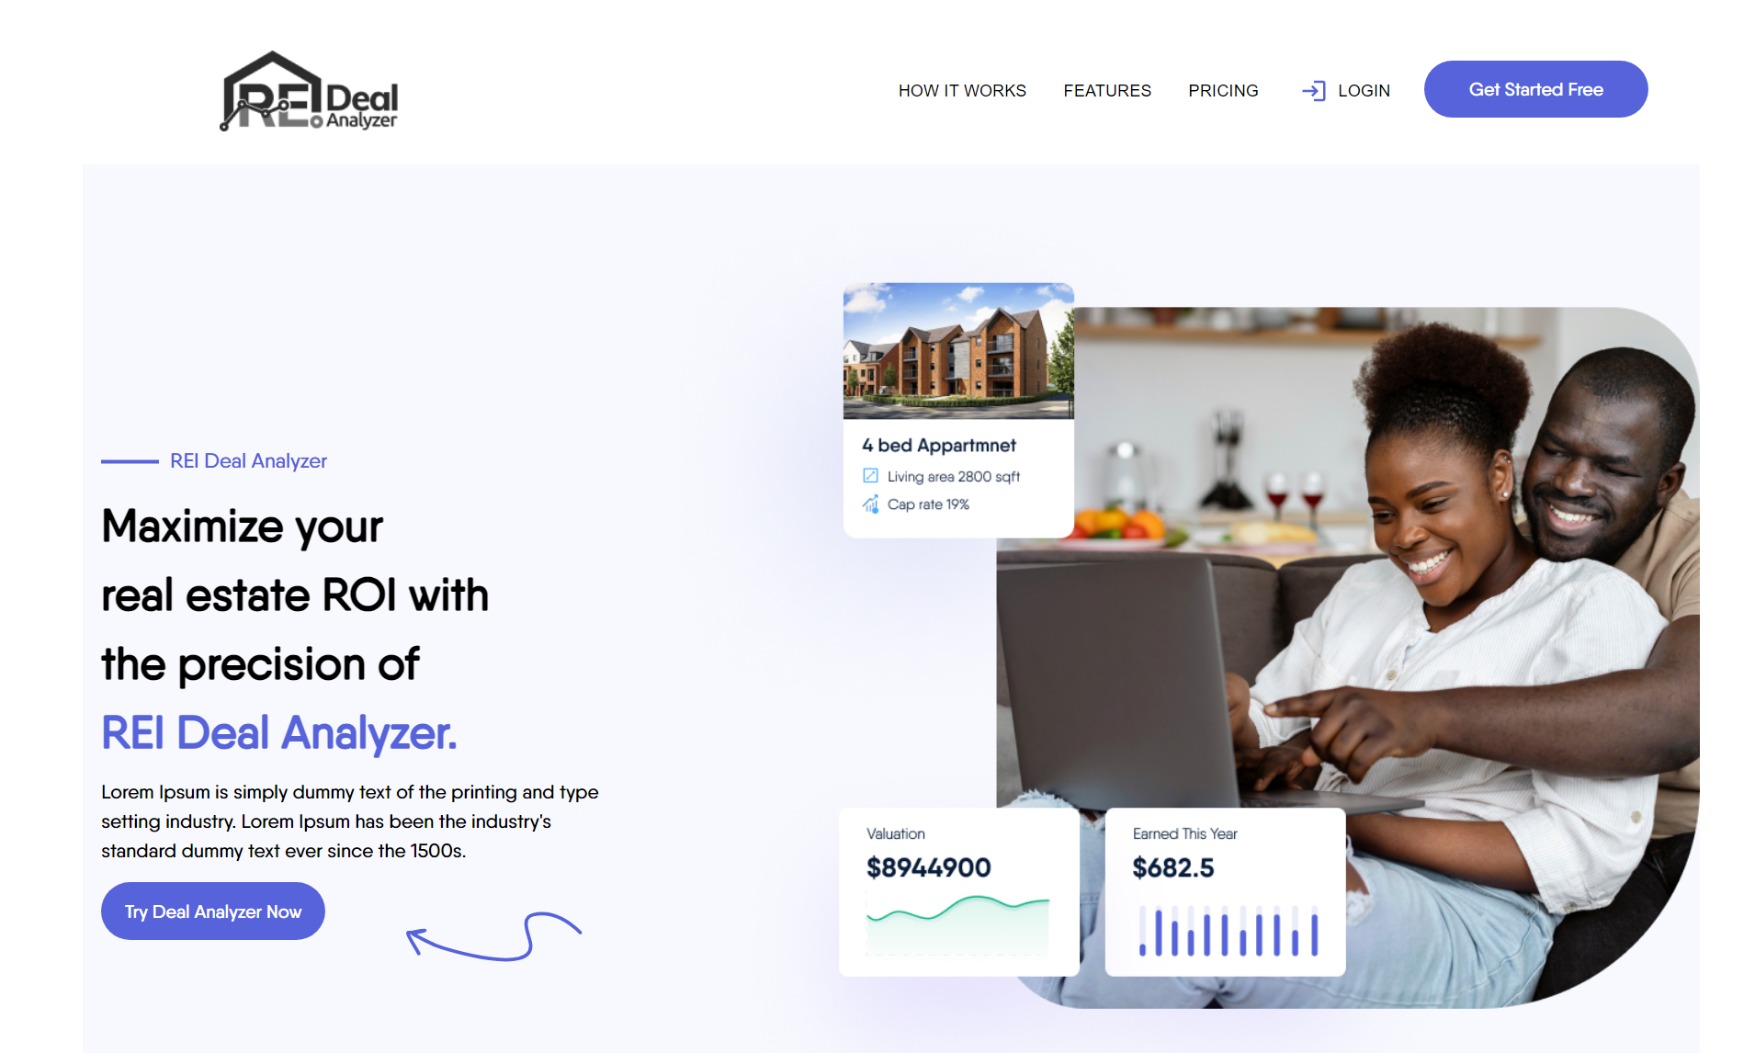 REI Deal
Analyzer
HOW IT WORKS
FEATURES
PRICING
LOGIN
Get Started Free
REI Deal Analyzer
Maximize your
real estate ROI with
the precision of
REI Deal Analyzer.
Lorem Ipsum is simply dummy text of the printing and type
setting industry. Lorem Ipsum has been the industry's
standard dummy text ever since the 1500s.
Try Deal Analyzer Now
4 bed Appartmnet
Living area 2800 sqft
Cap rate 19%
Valuation
$8944900
Earned This Year
$682.5